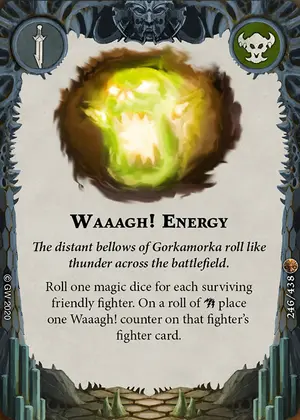 Waaagh! Energy
The distant bellows of Gorkamorka roll like
thunder across the battlefield.
Roll one magic dice for each surviving
friendly fighter. On a roll of place
one Waaagh! counter on that fighter's
fighter card.
© GW 2020
246/438